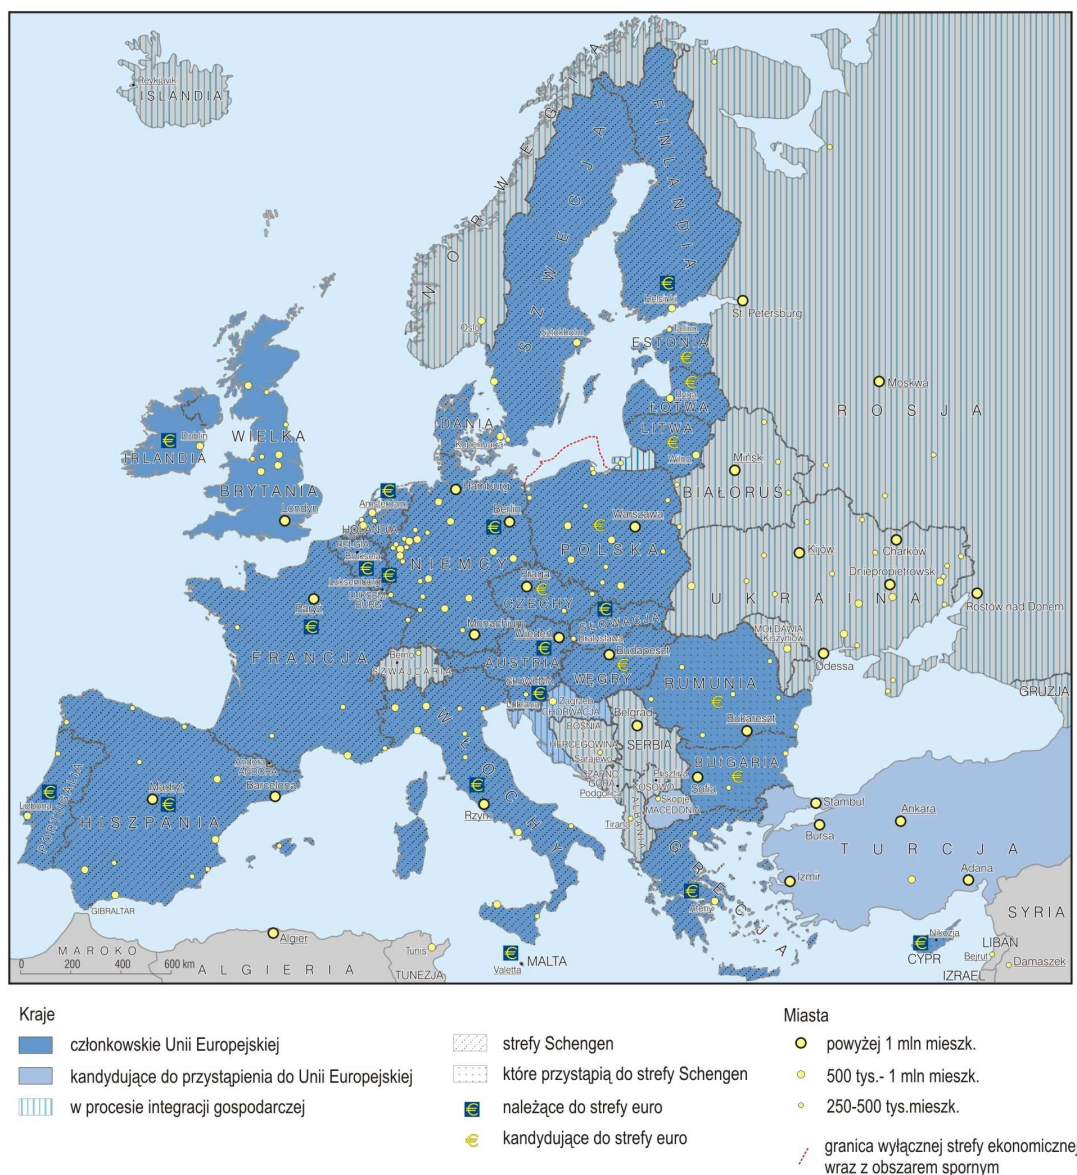 Reykjavik
ISLANDIA
NORWEGIA
SZWECJA
FINLANDIA
Helsinki
Oslo
Sztokholm
Tallinn
ESTONIA
St. Petersburg
Ryga
ŁOTWA
LITWA
Wilno
Moskwa
ROSJA
DANIA
Kopenhaga
WIELKA
BRYTANIA
Londyn
Dublin
IRLANDIA
Mińsk
BIAŁORUŚ
Hamburg
Berlin
Amsterdam
HOLANDIA
BELGIA
Bruksela
Luksemburg
LUKSEM-
BURG
NIEMCY
Warszawa
POLSKA
Kijów
Charków
Dniepropietrowsk
UKRAINA
Rostów nad Donem
Praga
CZECHY
SŁOWACJA
Paryż
FRANCJA
Monachium
Wiedeń
Bratysława
AUSTRIA
Budapeszt
WĘGRY
MOŁDAWIA
Kiszyniów
Odessa
Berno
SZWAJCARIA
SŁOWENIA
Lublana
Zagrzeb
HORWACJA
RUMUNIA
Bukareszt
GRUZJA
Belgrad
BOŚNIA
I
HERCEGOWINA
Sarajewo
SERBIA
CZARNO-
GÓRA
Podgorica
Prisztina
KOSOWO
BUŁGARIA
Sofia
Skopje
MACEDONIA
Tirana
ALBANIA
WŁOCHY
Rzym
Andora
ANDORA
PORTUGALIA
Lizbona
Madryt
Barcelona
HISZPANIA
GIBRALTAR
Stambuł
Bursa
Ankara
TURCJA
Izmir
Adana
GRECJA
Ateny
Nikozja
CYPR
SYRIA
LIBAN
Bejrut
Damaszek
IZRAEL
Valetta
MALTA
Algier
MAROKO
ALGIERIA
Tunis
TUNEZJA
0 200 400 600 km
Kraje
członkowskie Unii Europejskiej
kandydujące do przystąpienia do Unii Europejskiej
w procesie integracji gospodarczej
strefy Schengen
które przystąpią do strefy Schengen
€ należące do strefy euro
€ kandydujące do strefy euro
Miasta
powyżej 1 mln mieszk.
500 tys.- 1 mln mieszk.
250-500 tys.mieszk.
granica wyłącznej strefy ekonomicznej
wraz z obszarem spornym